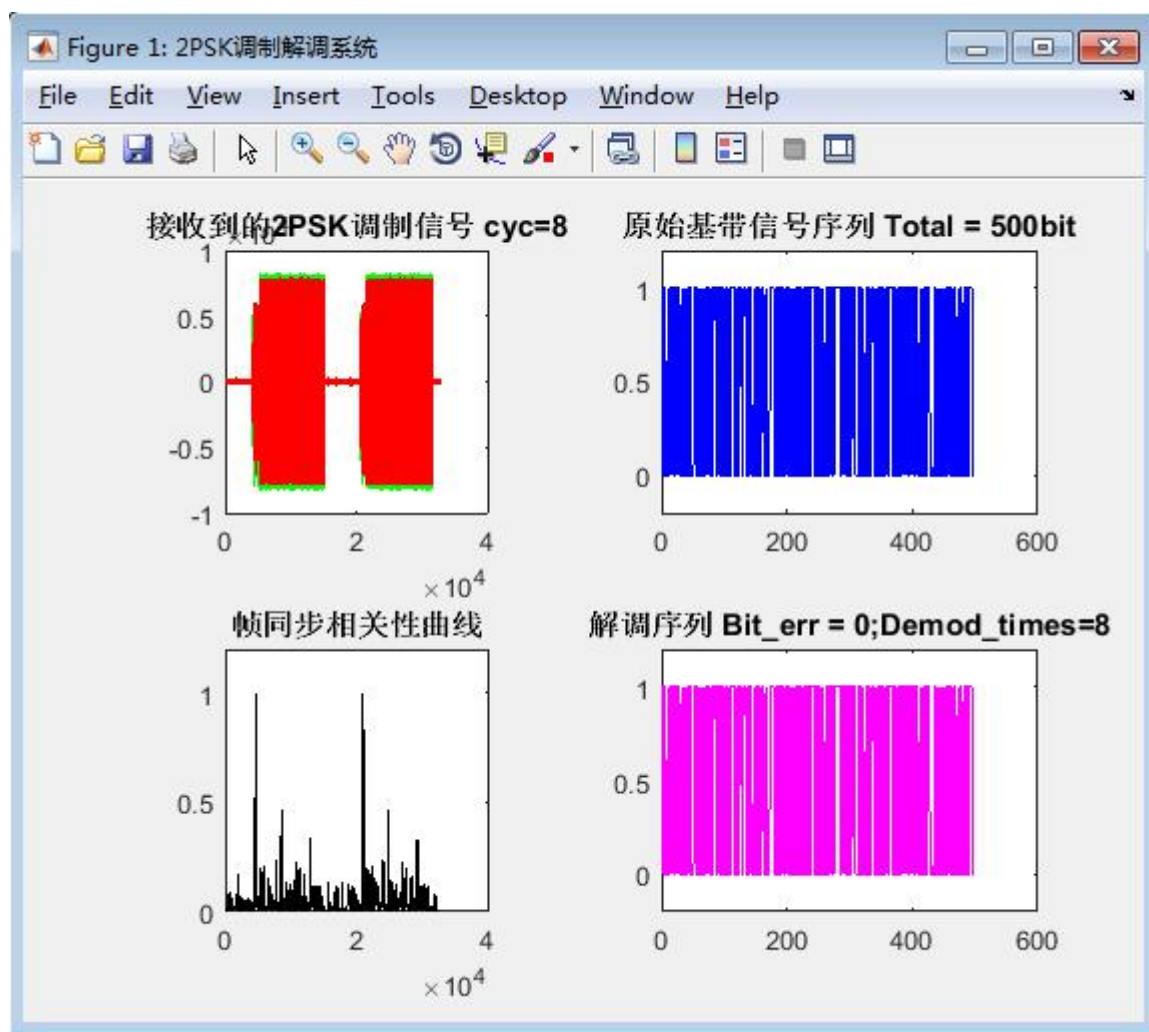 Figure 1: 2PSK调制解调系统
File Edit View Insert Tools Desktop Window Help
接收到的2PSK调制信号 cyc=8
1
0.5
0
-0.5
-1
0 2 4
×10⁴
原始基带信号序列 Total = 500bit
1
0.5
0
0 200 400 600
帧同步相关性曲线
1
0.5
0
0 2 4
×10⁴
解调序列 Bit_err = 0;Demod_times=8
1
0.5
0
0 200 400 600